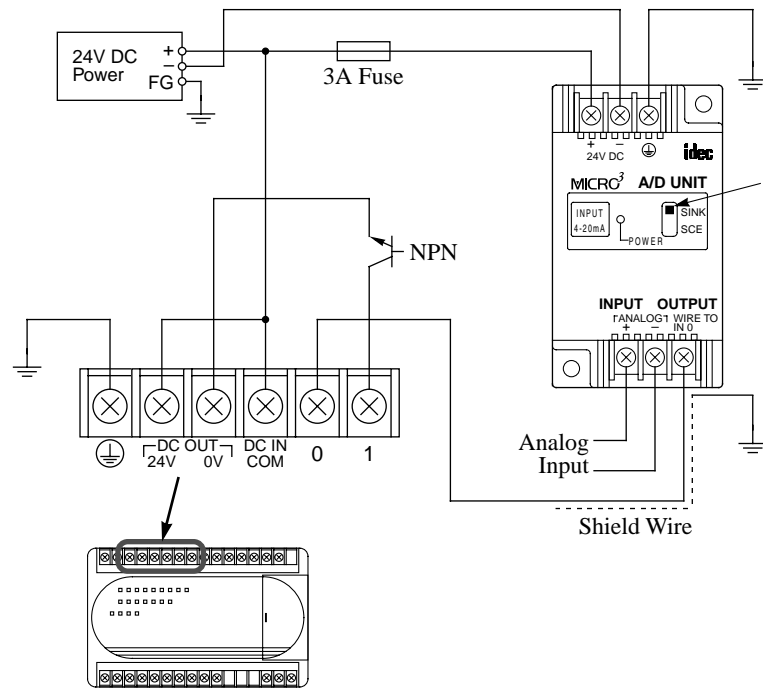 24V DC
Power
+
−
FG
3A Fuse
+ −
24V DC
idec
MICRO3 A/D UNIT
INPUT
4-20mA
POWER
SINK
SCE
NPN
INPUT OUTPUT
ANALOG WIRE TO
+ − IN 0
DC OUT
24V 0V
DC IN
COM
0
1
Analog
Input
Shield Wire